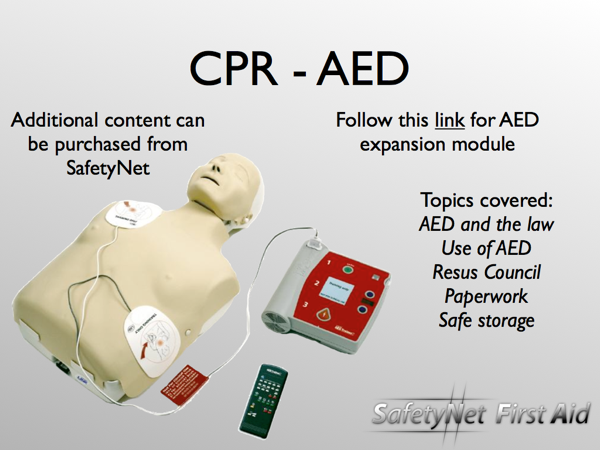 CPR - AED
Additional content can
be purchased from
SafetyNet
Follow this link for AED
expansion module
Topics covered:
AED and the law
Use of AED
Resus Council
Paperwork
Safe storage
1
2
3
SafetyNet First Aid